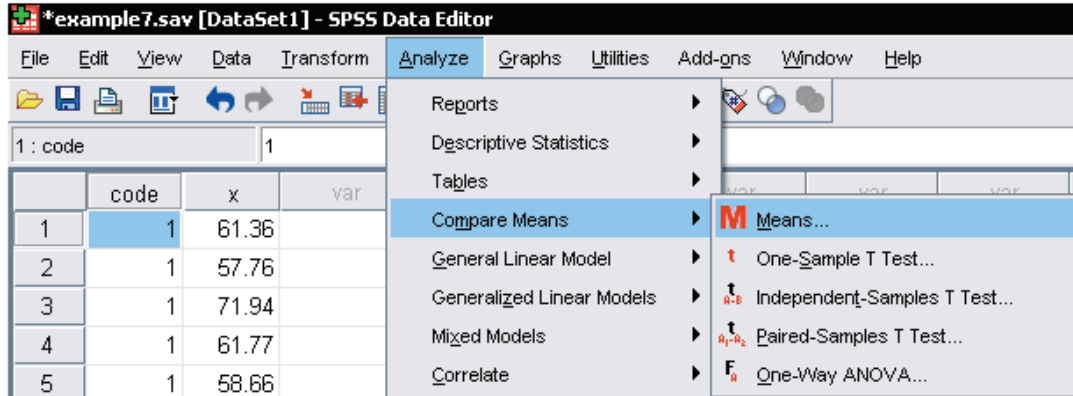 *example7.sav [DataSet1] - SPSS Data Editor
File Edit View Data Transform Analyze Graphs Utilities Add-ons Window Help
1 : code 1
code x var var var var
1 1 61.36
2 1 57.76
3 1 71.94
4 1 61.77
5 1 58.66
Reports
Descriptive Statistics
Tables
Compare Means
General Linear Model
Generalized Linear Models
Mixed Models
Correlate
M Means...
t One-Sample T Test...
t A-B Independent-Samples T Test...
t A1-A2 Paired-Samples T Test...
F A One-Way ANOVA...